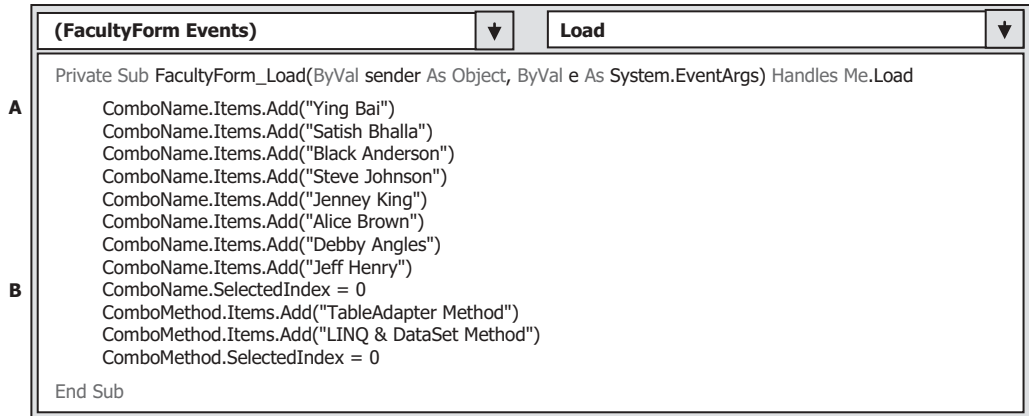 (FacultyForm Events) Load
Private Sub FacultyForm_Load(ByVal sender As Object, ByVal e As System.EventArgs) Handles Me.Load
A ComboName.Items.Add("Ying Bai")
ComboName.Items.Add("Satish Bhalla")
ComboName.Items.Add("Black Anderson")
ComboName.Items.Add("Steve Johnson")
ComboName.Items.Add("Jenney King")
ComboName.Items.Add("Alice Brown")
ComboName.Items.Add("Debby Angles")
ComboName.Items.Add("Jeff Henry")
B ComboName.SelectedIndex = 0
ComboMethod.Items.Add("TableAdapter Method")
ComboMethod.Items.Add("LINQ & DataSet Method")
ComboMethod.SelectedIndex = 0
End Sub